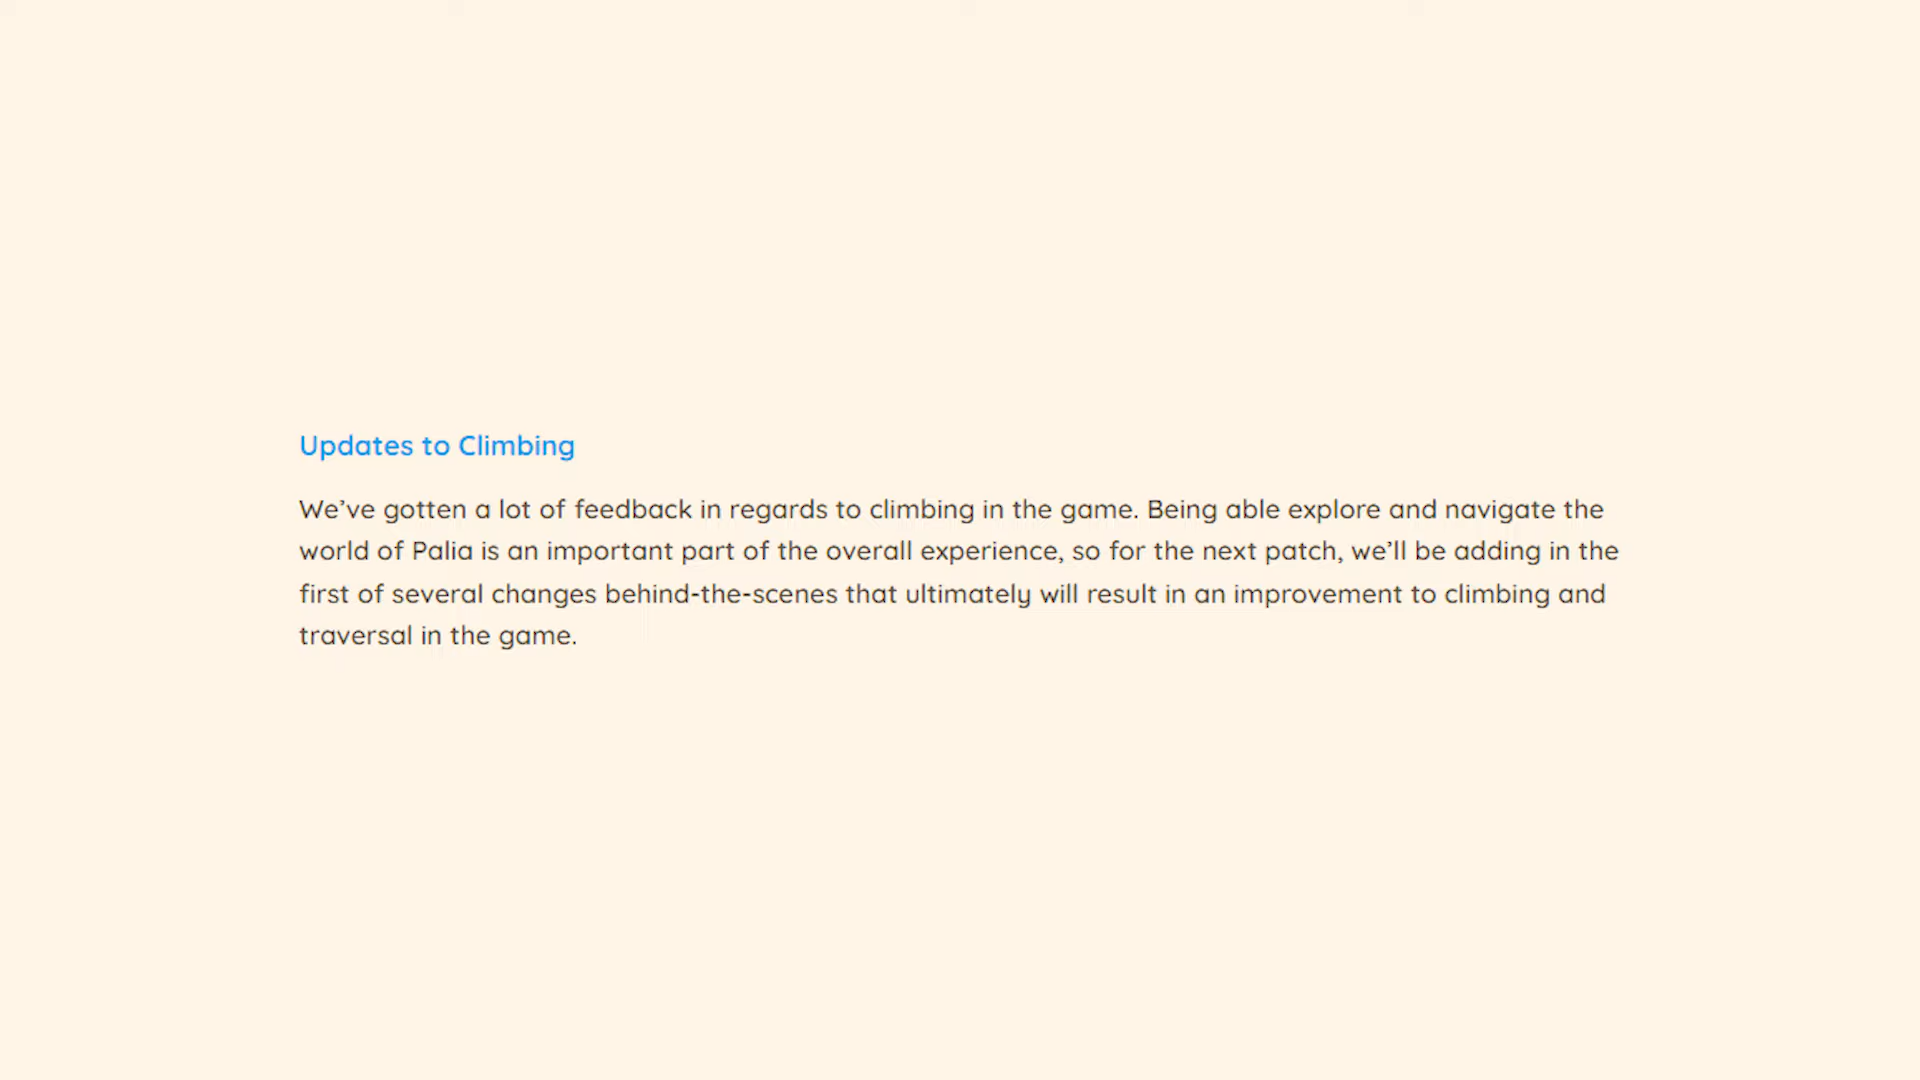 Updates to Climbing
We’ve gotten a lot of feedback in regards to climbing in the game. Being able explore and navigate the
world of Palia is an important part of the overall experience, so for the next patch, we’ll be adding in the
first of several changes behind-the-scenes that ultimately will result in an improvement to climbing and
traversal in the game.